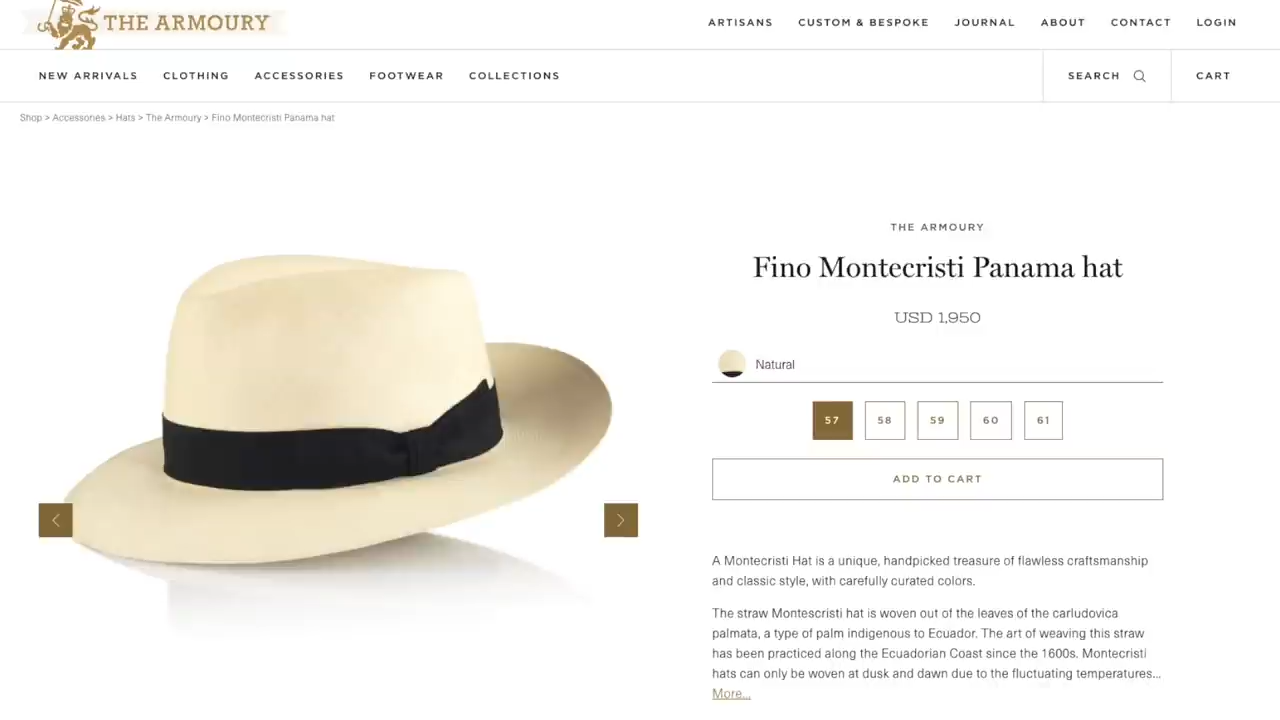 THE ARMOURY
ARTISANS CUSTOM & BESPOKE JOURNAL ABOUT CONTACT LOGIN
NEW ARRIVALS CLOTHING ACCESSORIES FOOTWEAR COLLECTIONS SEARCH CART
Shop > Accessories > Hats > The Armoury > Fino Montecristi Panama hat
THE ARMOURY
Fino Montecristi Panama hat
USD 1,950
Natural
57 58 59 60 61
ADD TO CART
A Montecristi Hat is a unique, handpicked treasure of flawless craftsmanship
and classic style, with carefully curated colors.
The straw Montescristi hat is woven out of the leaves of the carludovica
palmata, a type of palm indigenous to Ecuador. The art of weaving this straw
has been practiced along the Ecuadorian Coast since the 1600s. Montecristi
hats can only be woven at dusk and dawn due to the fluctuating temperatures...
More...